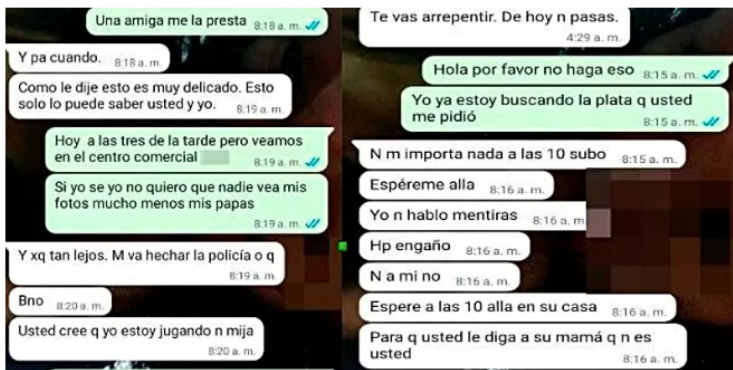 Una amiga me la presta 8:18 a. m.
Y pa cuando. 8:18 a. m.
Como le dije esto es muy delicado. Esto
solo lo puede saber usted y yo. 8:19 a. m.
Hoy a las tres de la tarde pero veamos
en el centro comercial 8:19 a. m.
Si yo se yo no quiero que nadie vea mis
fotos mucho menos mis papas
8:19 a. m.
Y xq tan lejos. M va hechar la policía o q
8:19 a. m.
Bno 8:20 a. m.
Usted cree q yo estoy jugando n mija
8:20 a. m.
Te vas arrepentir. De hoy n pasas.
4:29 a. m.
Hola por favor no haga eso 8:15 a. m.
Yo ya estoy buscando la plata q usted
me pidió 8:15 a. m.
N m importa nada a las 10 subo 8:15 a. m.
Espéreme alla 8:16 a. m.
Yo n hablo mentiras 8:16 a. m
Hp engaño 8:16 a. m.
N a mi no 8:16 a. m.
Espere a las 10 alla en su casa 8:16 a. m.
Para q usted le diga a su mamá q n es
usted 8:16 a. m.